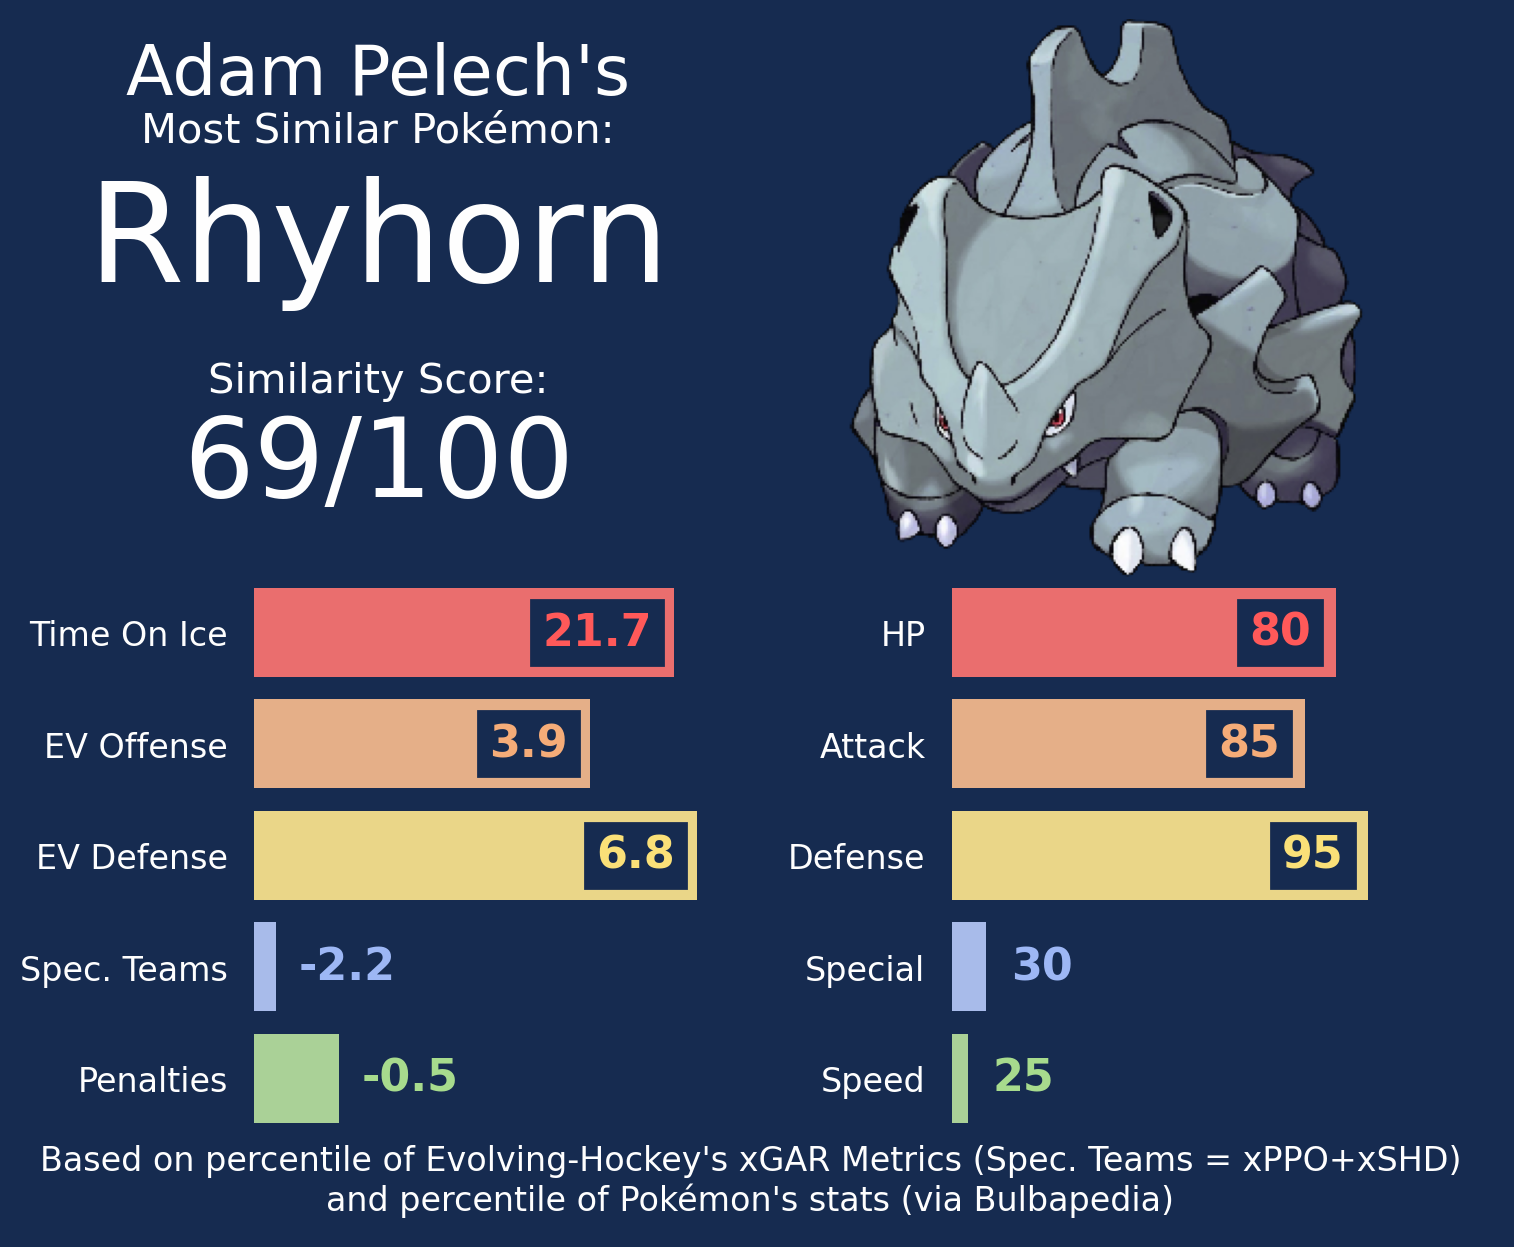 Adam Pelech's
Most Similar Pokémon:
Rhyhorn
Similarity Score:
69/100
Time On Ice 21.7
EV Offense 3.9
EV Defense 6.8
Spec. Teams -2.2
Penalties -0.5
HP 80
Attack 85
Defense 95
Special 30
Speed 25
Based on percentile of Evolving-Hockey's xGAR Metrics (Spec. Teams = xPPO+xSHD)
and percentile of Pokémon's stats (via Bulbapedia)